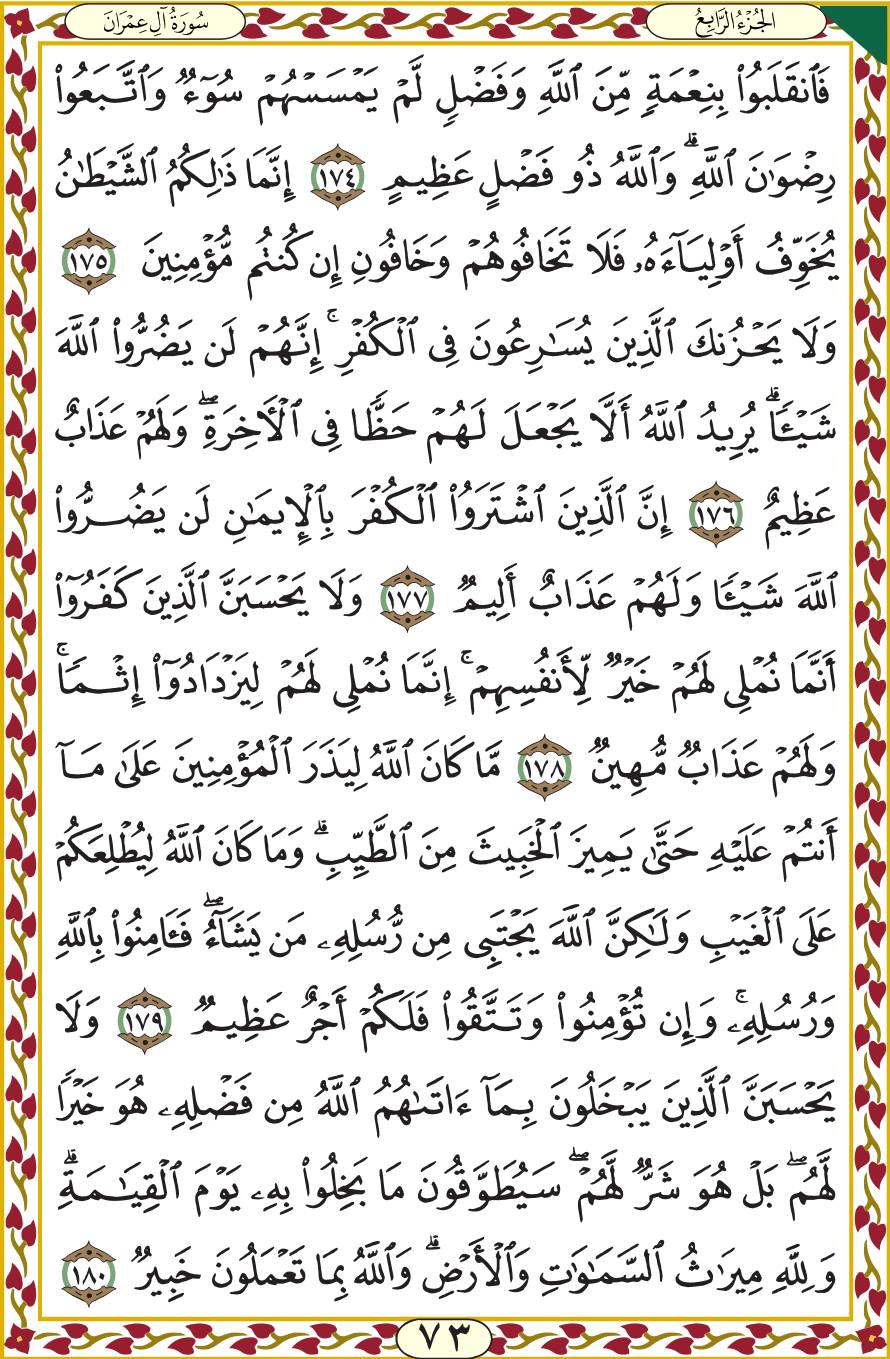 الجُزْءُ الرَّابِعُ
سُورَةُ آلِ عِمْرَانَ
فَٱنقَلَبُوا۟ بِنِعْمَةٍ مِّنَ ٱللَّهِ وَفَضْلٍ لَّمْ يَمْسَسْهُمْ سُوٓءٌ وَٱتَّبَعُوا۟
رِضْوَٰنَ ٱللَّهِ ۗ وَٱللَّهُ ذُو فَضْلٍ عَظِيمٍ ١٧٤ إِنَّمَا ذَٰلِكُمُ ٱلشَّيْطَٰنُ
يُخَوِّفُ أَوْلِيَآءَهُۥ فَلَا تَخَافُوهُمْ وَخَافُونِ إِن كُنتُم مُّؤْمِنِينَ ١٧٥
وَلَا يَحْزُنكَ ٱلَّذِينَ يُسَٰرِعُونَ فِى ٱلْكُفْرِ ۚ إِنَّهُمْ لَن يَضُرُّوا۟ ٱللَّهَ
شَيْـًٔا ۗ يُرِيدُ ٱللَّهُ أَلَّا يَجْعَلَ لَهُمْ حَظًّا فِى ٱلْـَٔاخِرَةِ ۖ وَلَهُمْ عَذَابٌ
عَظِيمٌ ١٧٦ إِنَّ ٱلَّذِينَ ٱشْتَرَوُا۟ ٱلْكُفْرَ بِٱلْإِيمَٰنِ لَن يَضُرُّوا۟
ٱللَّهَ شَيْـًٔا وَلَهُمْ عَذَابٌ أَلِيمٌ ١٧٧ وَلَا يَحْسَبَنَّ ٱلَّذِينَ كَفَرُوٓا۟
أَنَّمَا نُمْلِى لَهُمْ خَيْرٌ لِّأَنفُسِهِمْ ۚ إِنَّمَا نُمْلِى لَهُمْ لِيَزْدَادُوٓا۟ إِثْمًا ۚ
وَلَهُمْ عَذَابٌ مُّهِينٌ ١٧٨ مَّا كَانَ ٱللَّهُ لِيَذَرَ ٱلْمُؤْمِنِينَ عَلَىٰ مَآ
أَنتُمْ عَلَيْهِ حَتَّىٰ يَمِيزَ ٱلْخَبِيثَ مِنَ ٱلطَّيِّبِ ۗ وَمَا كَانَ ٱللَّهُ لِيُطْلِعَكُمْ
عَلَى ٱلْغَيْبِ وَلَٰكِنَّ ٱللَّهَ يَجْتَبِى مِن رُّسُلِهِۦ مَن يَشَآءُ ۖ فَـَٔامِنُوا۟ بِٱللَّهِ
وَرُسُلِهِۦ ۚ وَإِن تُؤْمِنُوا۟ وَتَتَّقُوا۟ فَلَكُمْ أَجْرٌ عَظِيمٌ ١٧٩ وَلَا
يَحْسَبَنَّ ٱلَّذِينَ يَبْخَلُونَ بِمَآ ءَاتَىٰهُمُ ٱللَّهُ مِن فَضْلِهِۦ هُوَ خَيْرًا
لَّهُم ۖ بَلْ هُوَ شَرٌّ لَّهُمْ ۖ سَيُطَوَّقُونَ مَا بَخِلُوا۟ بِهِۦ يَوْمَ ٱلْقِيَٰمَةِ ۗ
وَلِلَّهِ مِيرَٰثُ ٱلسَّمَٰوَٰتِ وَٱلْأَرْضِ ۗ وَٱللَّهُ بِمَا تَعْمَلُونَ خَبِيرٌ ١٨٠
٧٣